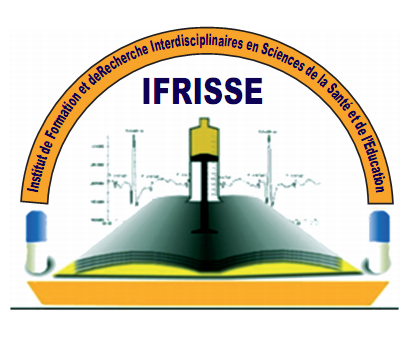 Institut de Formation et deRecherche Interdisciplinaires en Sciences de la Santé et de l'Education
IFRISSE